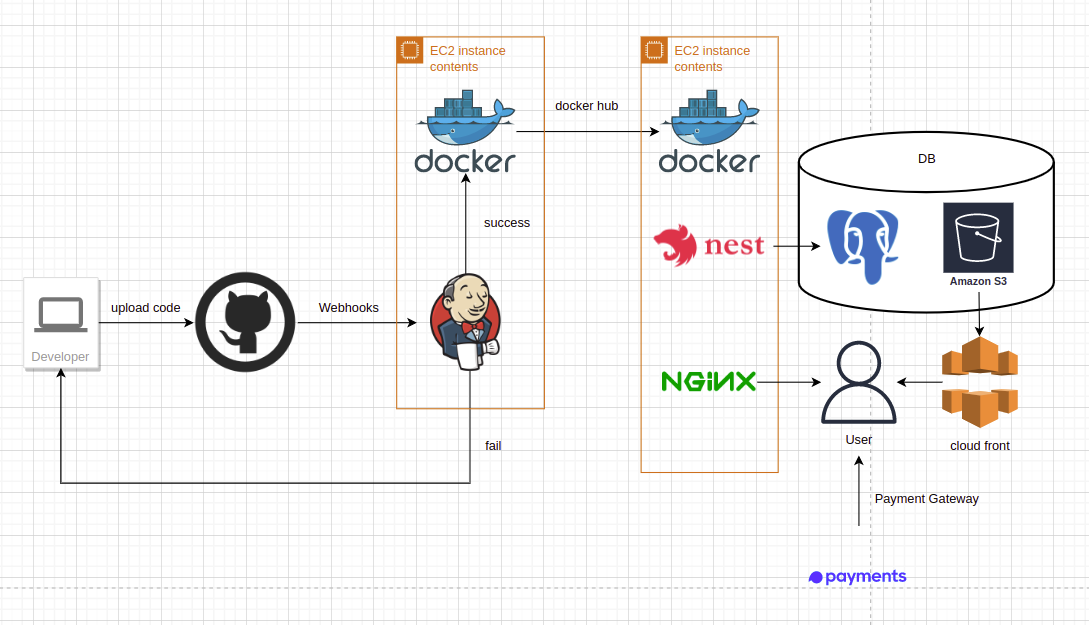 EC2 instance
contents
docker
success
docker hub
EC2 instance
contents
docker
nest
NGINX
DB
Amazon S3
upload code
Webhooks
Developer
fail
User
cloud front
Payment Gateway
payments